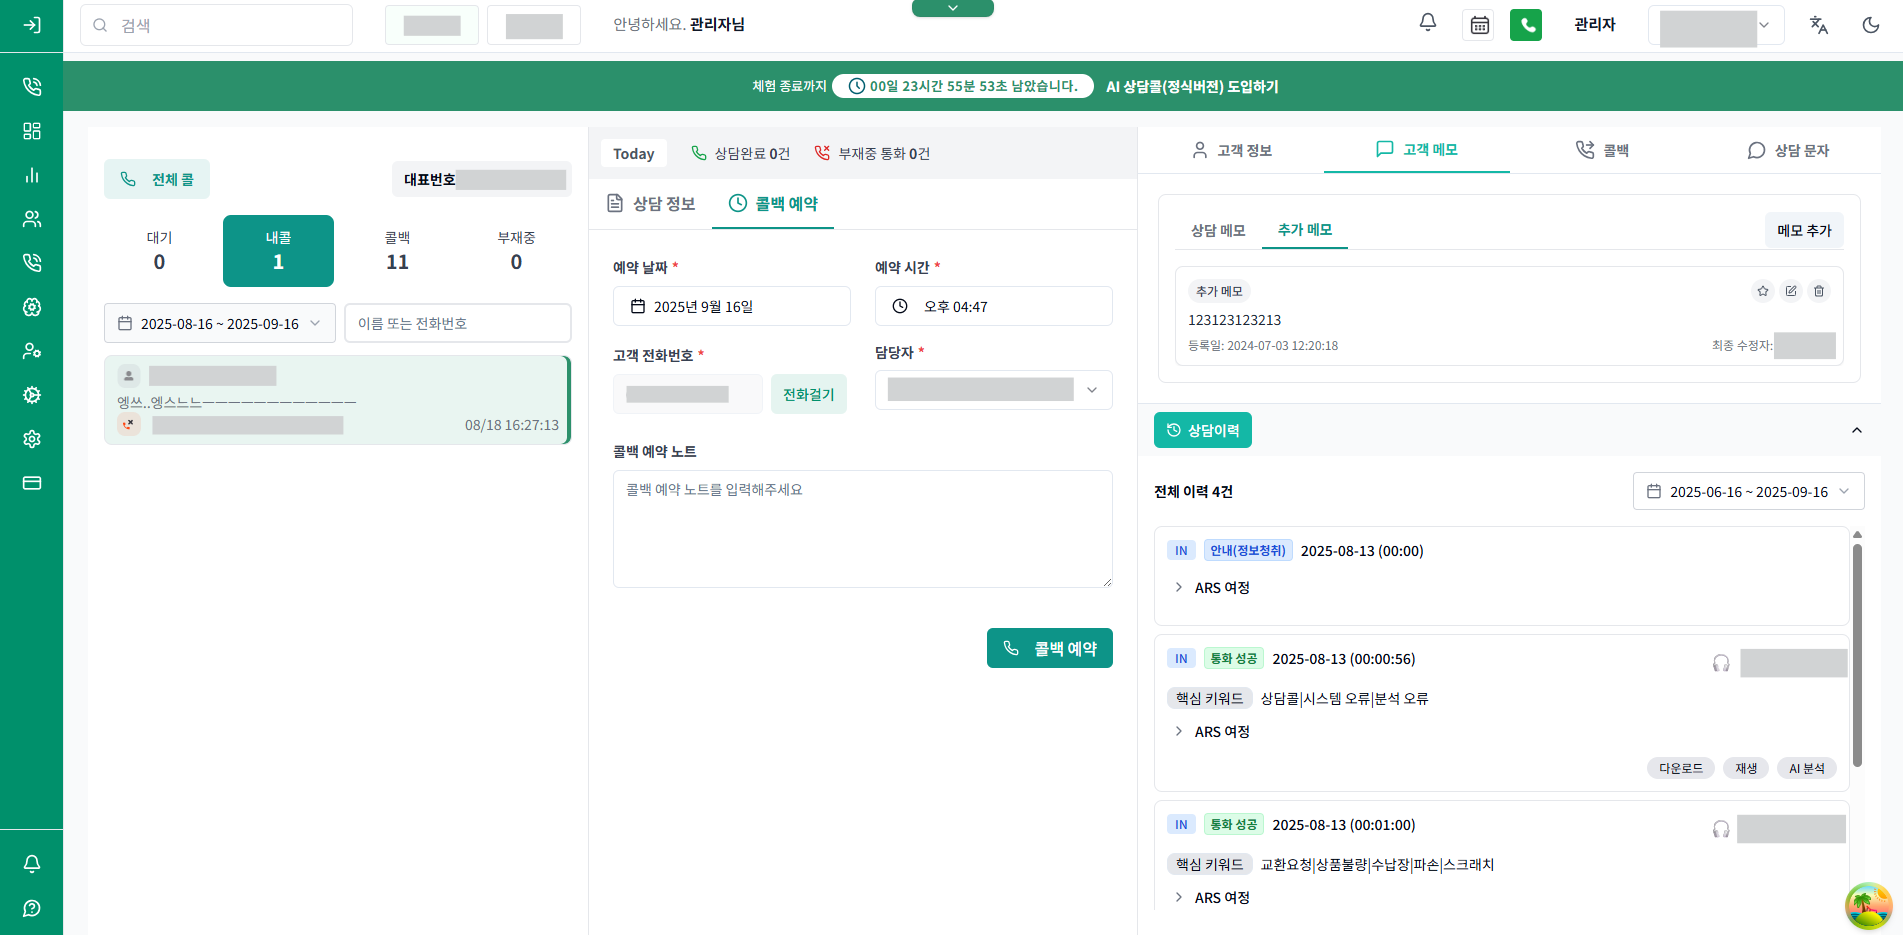 검색
안녕하세요. 관리자님
관리자
체험 종료까지 00일 23시간 55분 53초 남았습니다. AI 상담콜(정식버전) 도입하기
전체 콜
대표번호
대기
0
내콜
1
콜백
11
부재중
0
2025-08-16 ~ 2025-09-16
이름 또는 전화번호
엥쓰..엥스느느ㅡㅡㅡㅡㅡㅡㅡㅡㅡㅡㅡㅡ
08/18 16:27:13
Today 상담완료 0건 부재중 통화 0건
상담 정보 콜백 예약
예약 날짜 *
2025년 9월 16일
예약 시간 *
오후 04:47
고객 전화번호 *
전화걸기
담당자 *
콜백 예약 노트
콜백 예약 노트를 입력해주세요
콜백 예약
고객 정보 고객 메모 콜백 상담 문자
상담 메모 추가 메모 메모 추가
추가 메모
123123123213
등록일: 2024-07-03 12:20:18 최종 수정자:
상담이력
전체 이력 4건 2025-06-16 ~ 2025-09-16
IN 안내(정보청취) 2025-08-13 (00:00)
ARS 여정
IN 통화 성공 2025-08-13 (00:00:56)
핵심 키워드 상담콜|시스템 오류|분석 오류
ARS 여정
다운로드 재생 AI 분석
IN 통화 성공 2025-08-13 (00:01:00)
핵심 키워드 교환요청|상품불량|수납장|파손|스크래치
ARS 여정